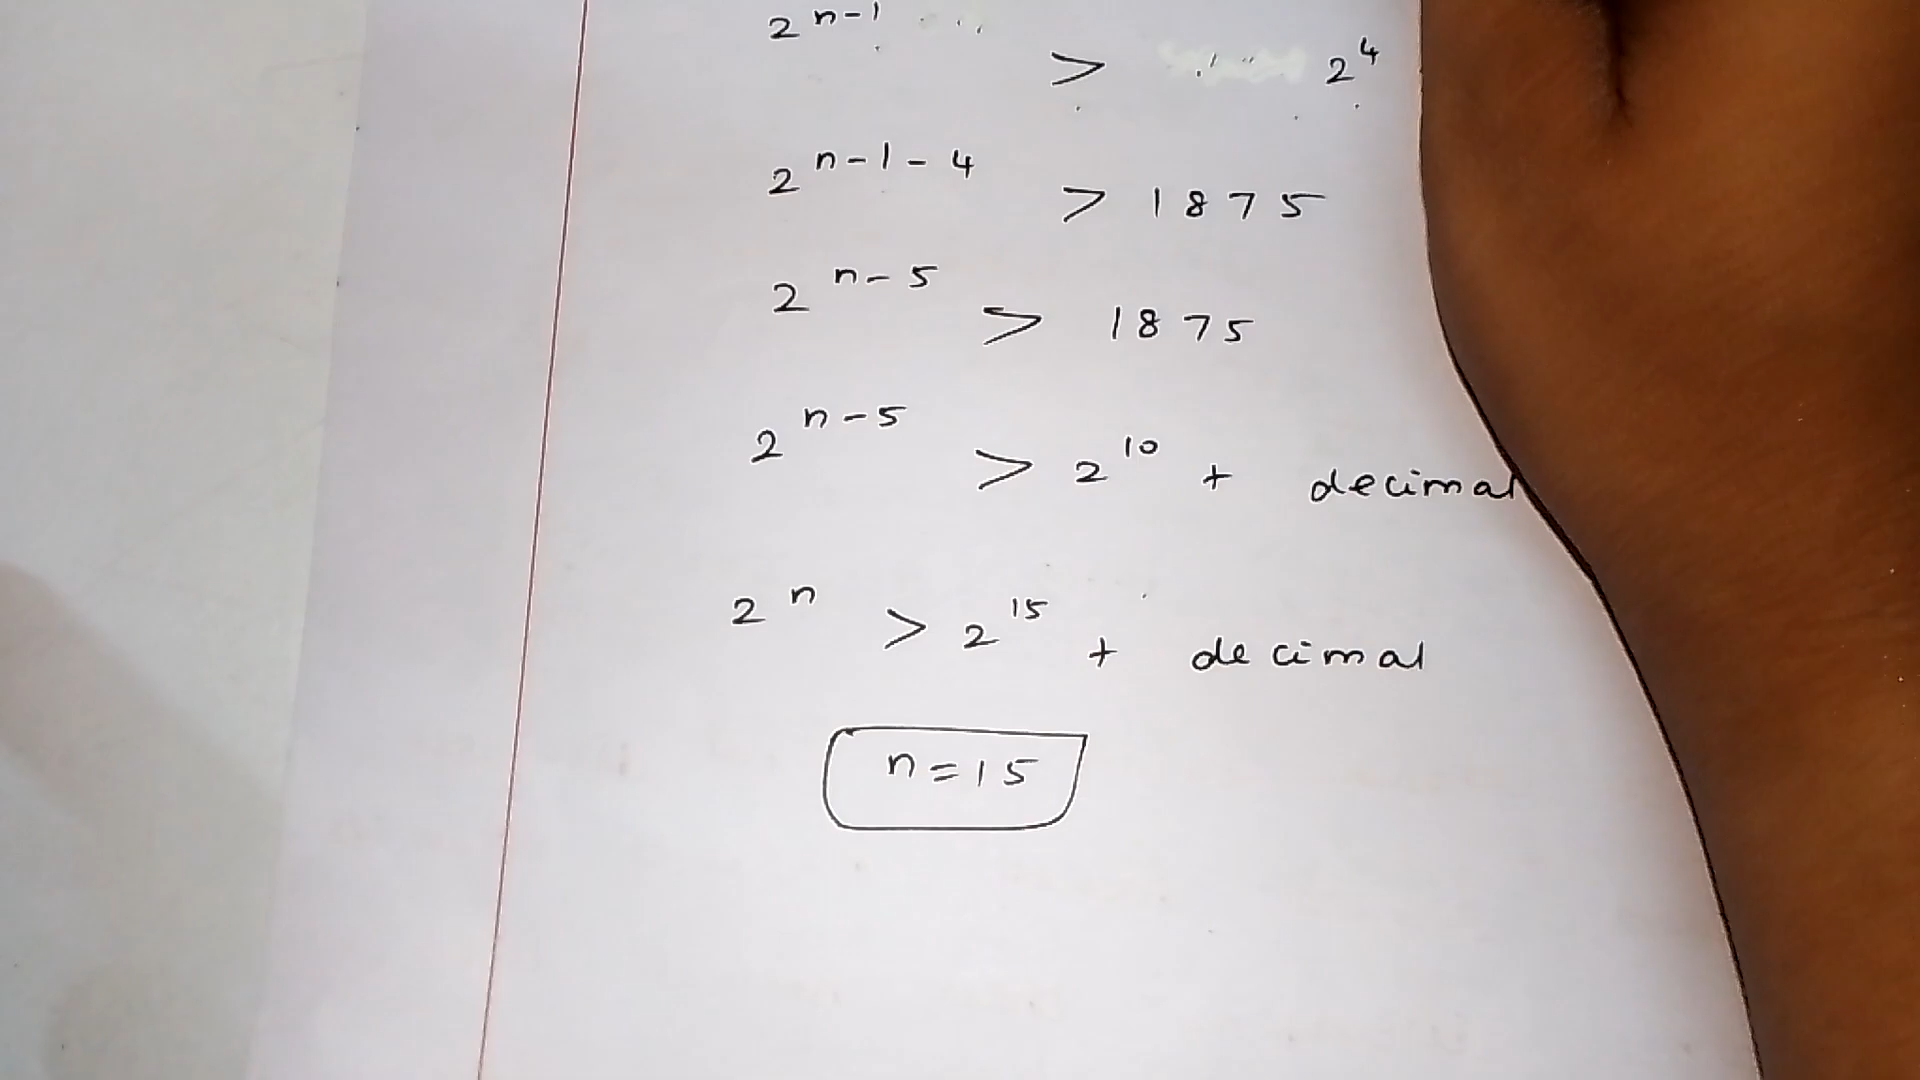 2^n-1 > 2^4
2^n-1-4 > 1875
2^n-5 > 1875
2^n-5 > 2^10 + decimal
2^n > 2^15 + decimal
n=15